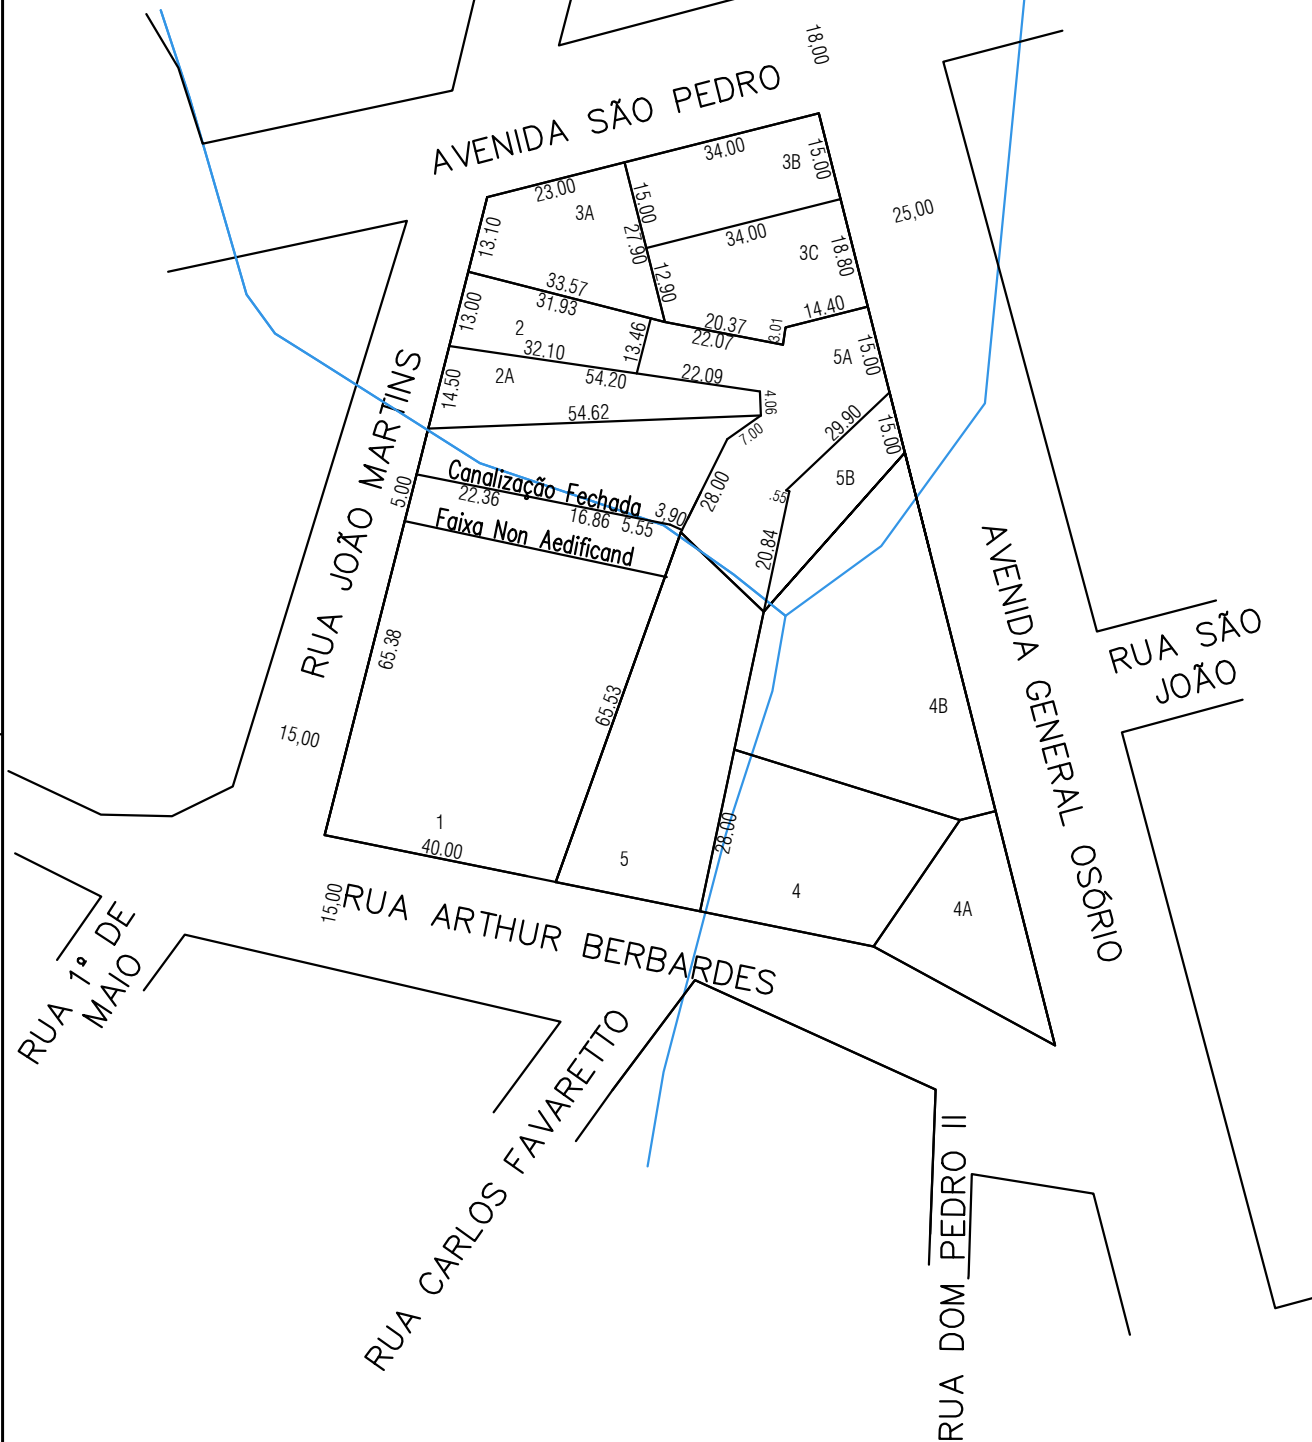 18,00
AVENIDA SÃO PEDRO
34.00
3B
15.00
23.00
3A
15.00
25,00
13.10
27.90
34.00
3C
18.80
33.57
12.90
31.93
13.00
2
13.46
20.37
22.07
3.01
14.40
32.10
5A
15.00
2A
54.20
22.09
14.50
4.06
54.62
7.00
29.90
15.00
RUA JOÃO MARTINS
Canalização Fechada
28.00
5B
5.00
22.36
.55
16.86
5.55
3.90
Faixa Non Aedificand
20.84
AVENIDA GENERAL OSÓRIO
RUA SÃO
JOÃO
65.38
65.53
4B
15,00
1
40.00
28.00
5
4
4A
15,00
RUA ARTHUR BERBARDES
RUA 1º DE
MAIO
RUA CARLOS FAVARETTO
RUA DOM PEDRO II